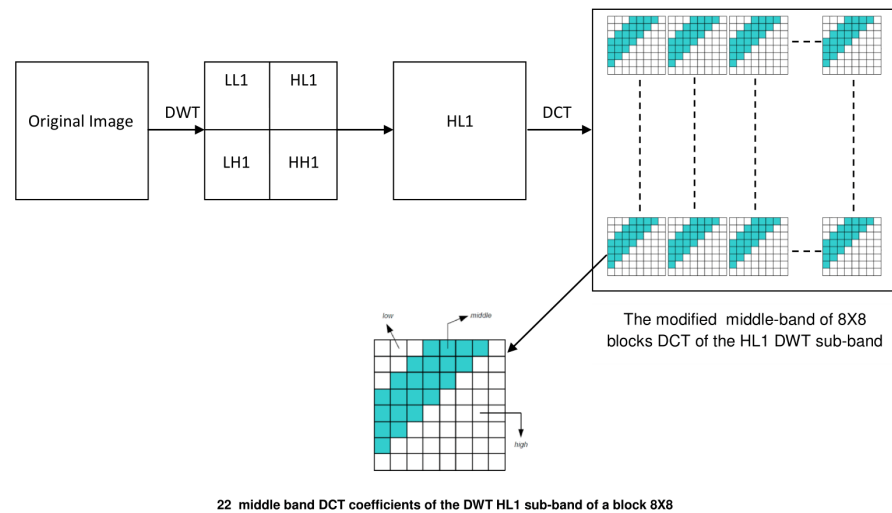 Original Image
DWT
LL1
HL1
LH1
HH1
HL1
DCT
The modified middle-band of 8X8
blocks DCT of the HL1 DWT sub-band
low
middle
high
22 middle band DCT coefficients of the DWT HL1 sub-band of a block 8X8